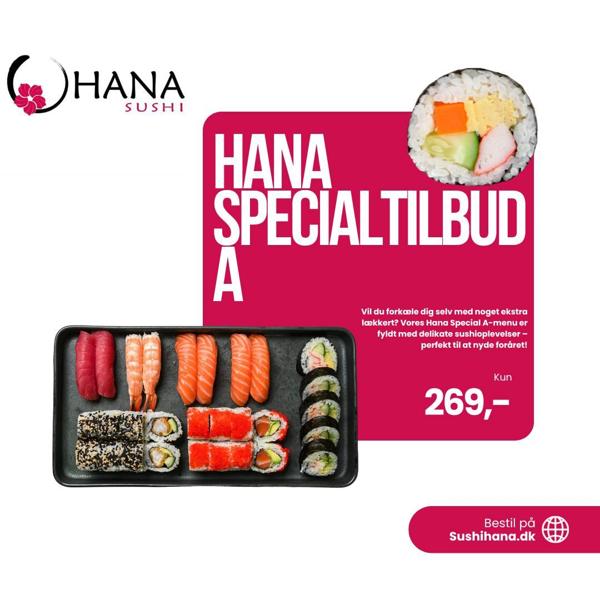 HANA
SUSHI
HANA
SPECIALTILBUD
A
Vil du forkæle dig selv med noget ekstra
lækkert? Vores Hana Special A-menu er
fyldt med delikate sushioplevelser –
perfekt til at nyde foråret!
Kun
269,-
Bestil på
Sushihana.dk